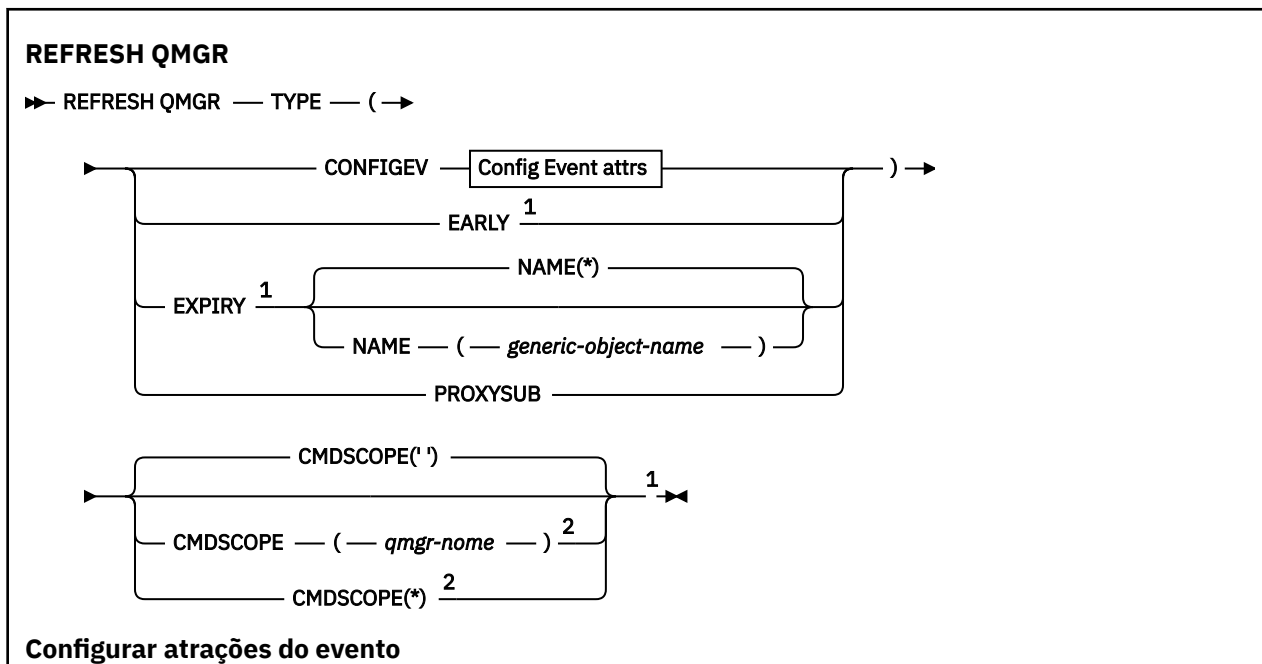 REFRESH QMGR
REFRESH QMGR TYPE (
CONFIGEV Config Event attrs )
EARLY 1
NAME(*)
EXPIRY 1
NAME ( generic-object-name )
PROXYSUB
CMDSCOPE(' ')
1
CMDSCOPE ( qmgr-nome ) 2
CMDSCOPE(*) 2
Configurar atrações do evento